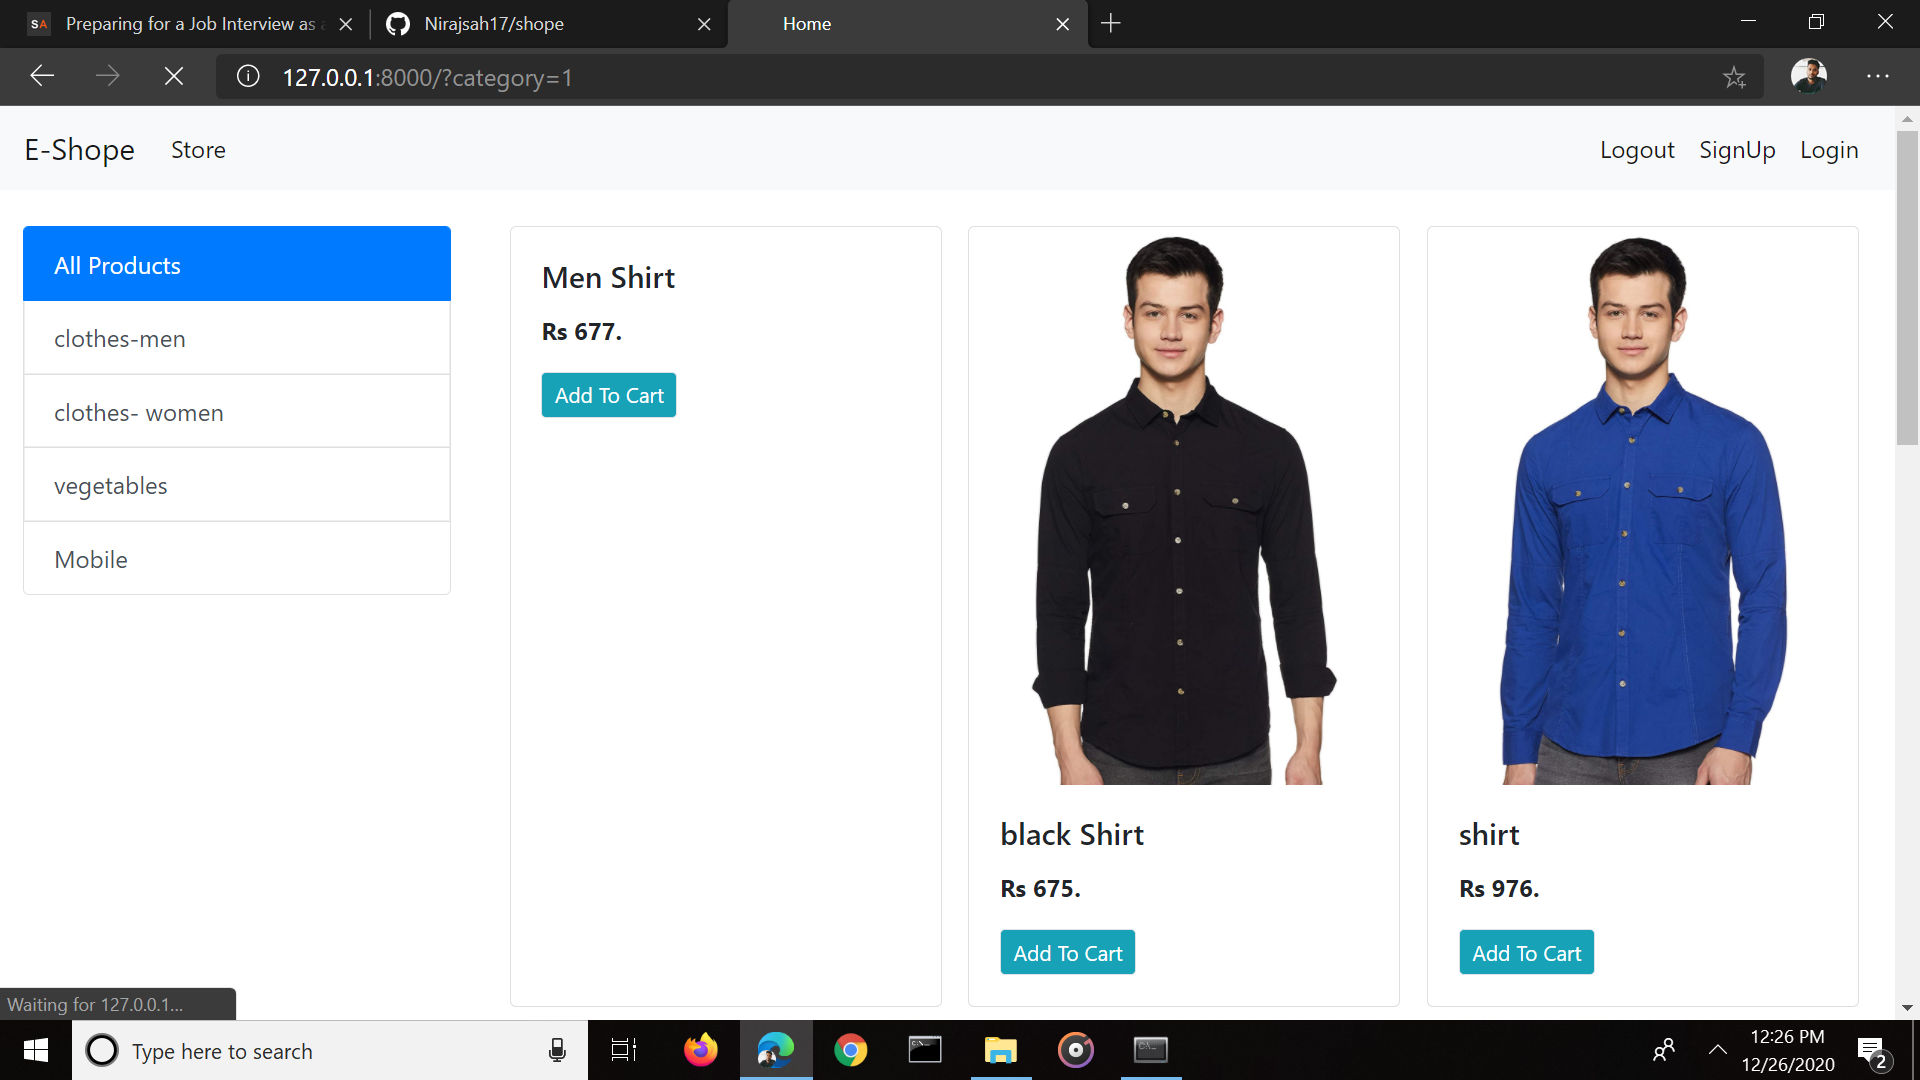 SA Preparing for a Job Interview as a
Nirajsah17/shope
Home
127.0.0.1:8000/?category=1
E-Shope
Store
Logout
SignUp
Login
All Products
clothes-men
clothes- women
vegetables
Mobile
Men Shirt
Rs 677.
Add To Cart
black Shirt
Rs 675.
Add To Cart
shirt
Rs 976.
Add To Cart
Waiting for 127.0.0.1...
Type here to search
12:26 PM
12/26/2020
2